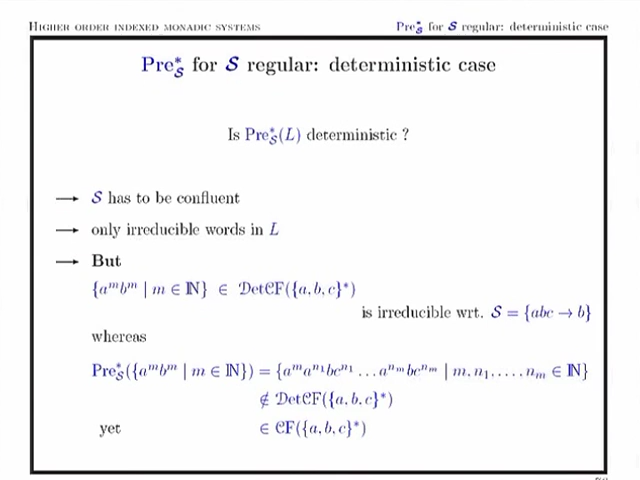 Higher order indexed monadic systems
Pre*_S for S regular: deterministic case
Pre*_S for S regular: deterministic case
Is Pre*_S(L) deterministic ?
→ S has to be confluent
→ only irreducible words in L
→ But
{a^m b^m | m ∈ ℕ} ∈ DetCF({a, b, c}*)
is irreducible wrt. S = {abc → b}
whereas
Pre*_S({a^m b^m | m ∈ ℕ}) = {a^m a^{n_1} b c^{n_1} … a^{n_m} b c^{n_m} | m, n_1, …, n_m ∈ ℕ}
∉ DetCF({a, b, c}*)
yet ∈ CF({a, b, c}*)